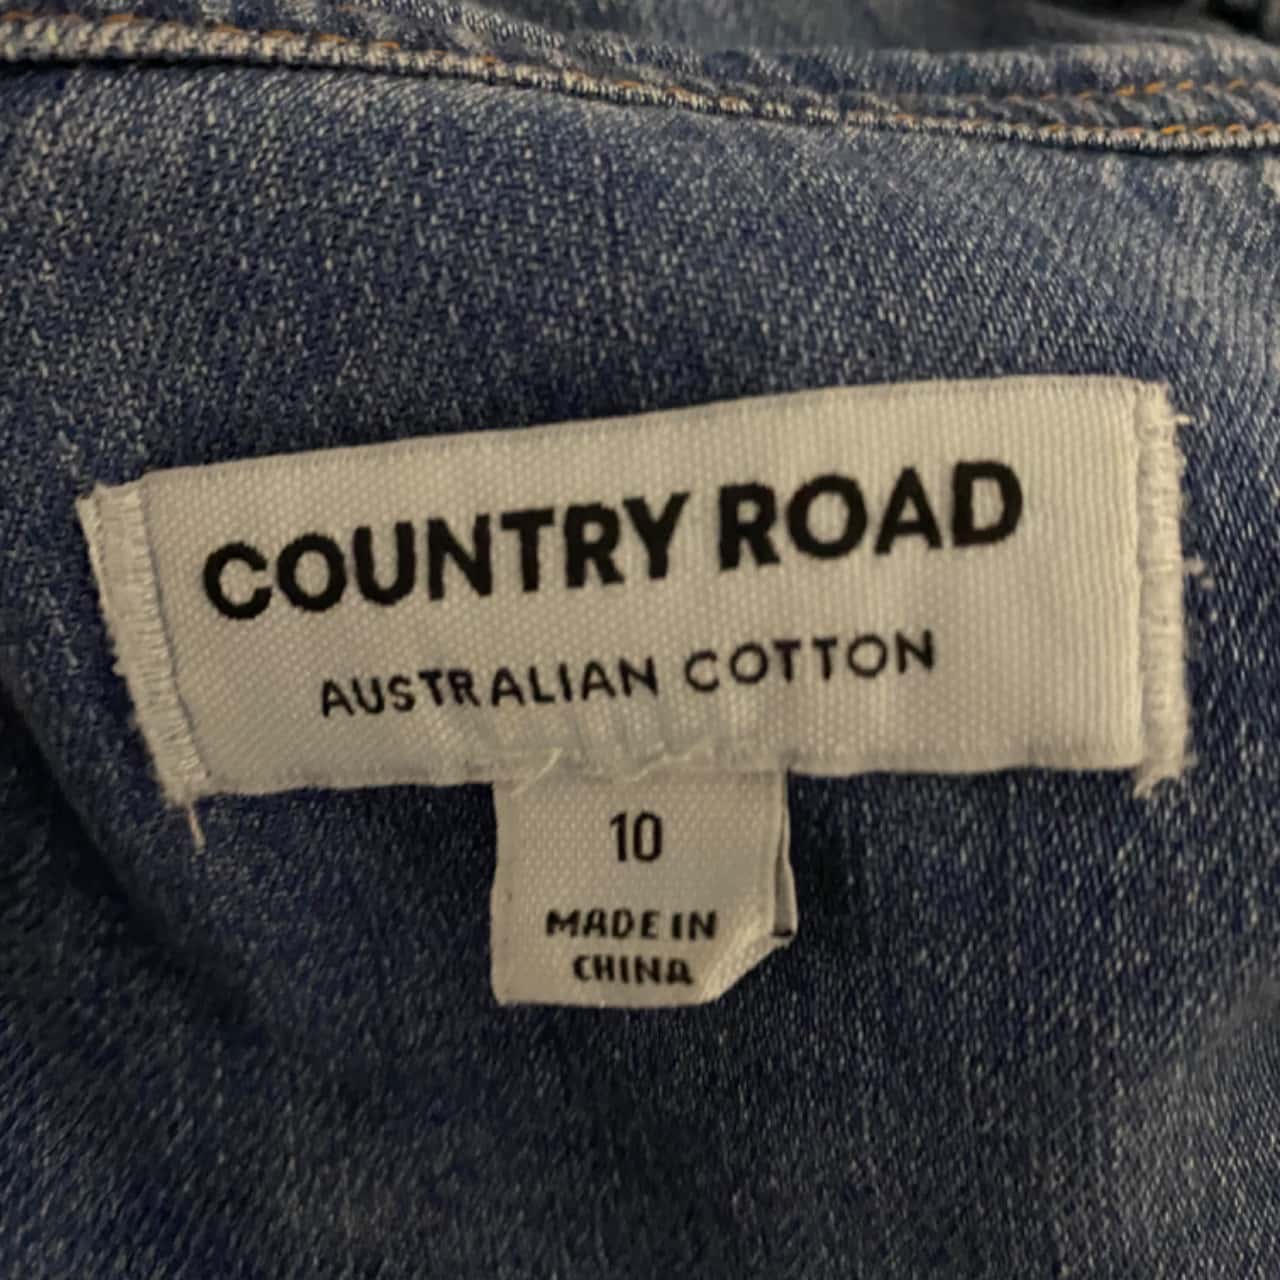 COUNTRY ROAD
AUSTRALIAN COTTON
10
MADE IN
CHINA